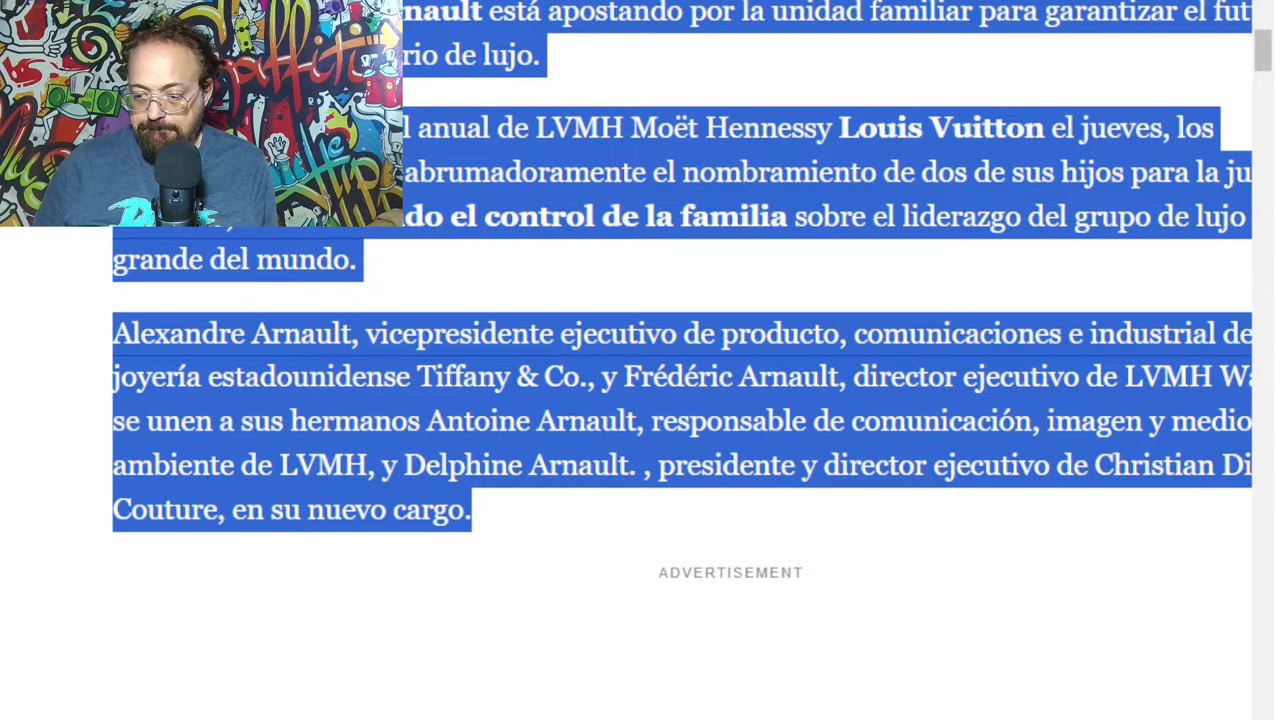 nault está apostando por la unidad familiar para garantizar el fut
rio de lujo.
l anual de LVMH Moët Hennessy Louis Vuitton el jueves, los
abrumadoramente el nombramiento de dos de sus hijos para la ju
do el control de la familia sobre el liderazgo del grupo de lujo
grande del mundo.
Alexandre Arnault, vicepresidente ejecutivo de producto, comunicaciones e industrial de
joyería estadounidense Tiffany & Co., y Frédéric Arnault, director ejecutivo de LVMH Wa
se unen a sus hermanos Antoine Arnault, responsable de comunicación, imagen y medio
ambiente de LVMH, y Delphine Arnault. , presidente y director ejecutivo de Christian Di
Couture, en su nuevo cargo.
ADVERTISEMENT